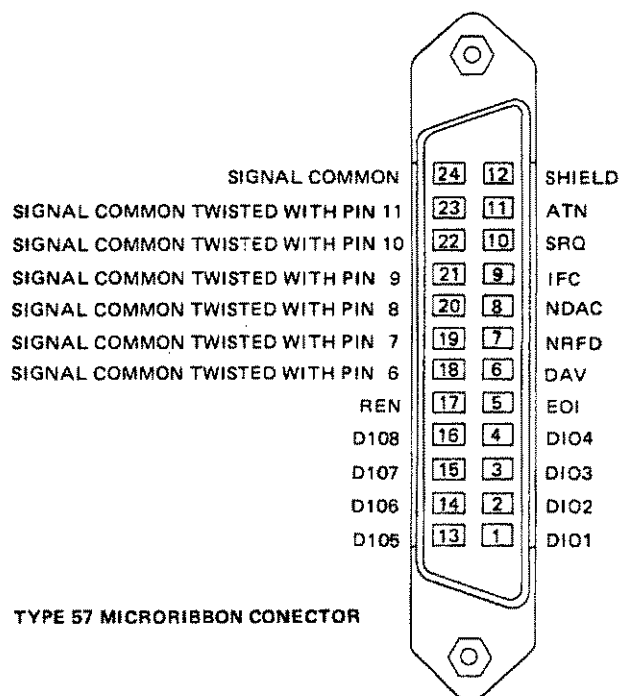 SIGNAL COMMON 24 12 SHIELD
SIGNAL COMMON TWISTED WITH PIN 11 23 11 ATN
SIGNAL COMMON TWISTED WITH PIN 10 22 10 SRQ
SIGNAL COMMON TWISTED WITH PIN 9 21 9 IFC
SIGNAL COMMON TWISTED WITH PIN 8 20 8 NDAC
SIGNAL COMMON TWISTED WITH PIN 7 19 7 NRFD
SIGNAL COMMON TWISTED WITH PIN 6 18 6 DAV
REN 17 5 EOI
D108 16 4 DIO4
D107 15 3 DIO3
D106 14 2 DIO2
D105 13 1 DIO1
TYPE 57 MICRORIBBON CONECTOR